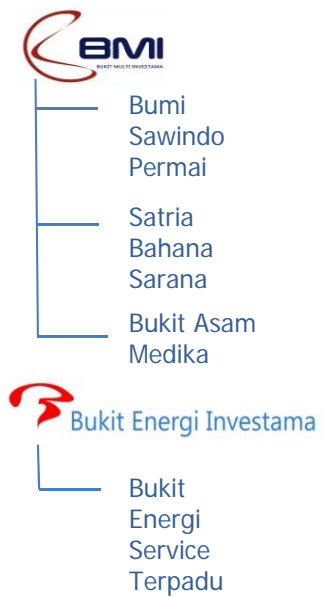 BMI
BUKIT MULTI INVESTAMA
Bumi
Sawindo
Permai
Satria
Bahana
Sarana
Bukit Asam
Medika
Bukit Energi Investama
Bukit
Energi
Service
Terpadu